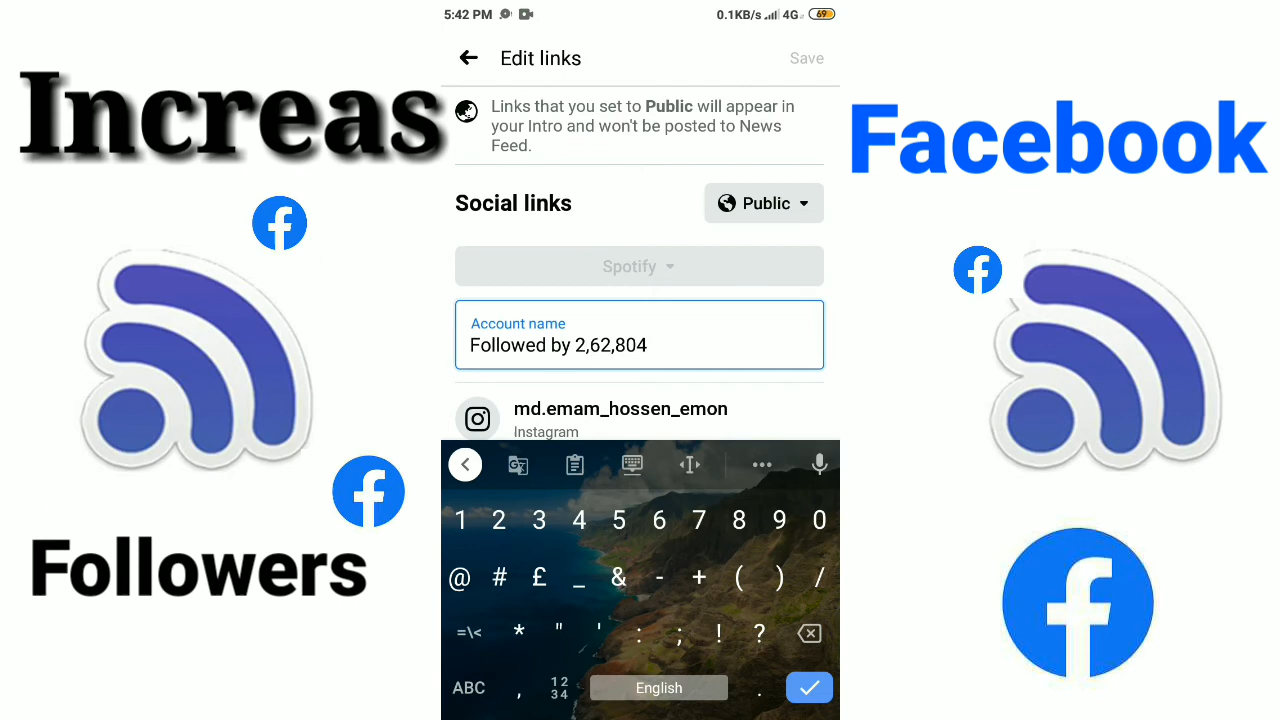 Increas
Followers
5:42 PM
0.1KB/s 4G 69
Edit links
Save
Links that you set to Public will appear in
your Intro and won't be posted to News
Feed.
Social links
Public
Spotify
Account name
Followed by 2,62,804
md.emam_hossen_emon
Instagram
1 2 3 4 5 6 7 8 9 0
@ # £ _ & - + ( ) /
=\< * " ' : ; ! ? 
ABC , 12 34 English .
Facebook